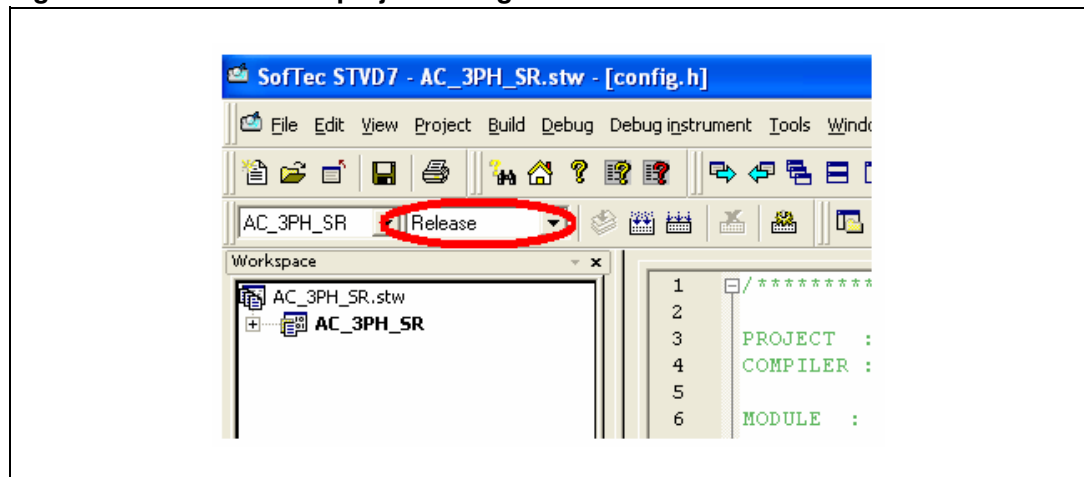 SofTec STVD7 - AC_3PH_SR.stw - [config.h]
File Edit View Project Build Debug Debug instrument Tools
AC_3PH_SR Release
Workspace
AC_3PH_SR.stw
AC_3PH_SR
1 /*********
2
3 PROJECT :
4 COMPILER :
5
6 MODULE :